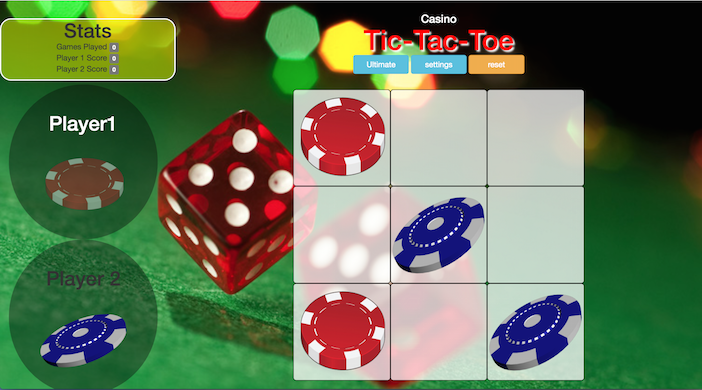 Stats
Games Played 0
Player 1 Score 0
Player 2 Score 0
Casino
Tic-Tac-Toe
Ultimate settings reset
Player1
Player 2